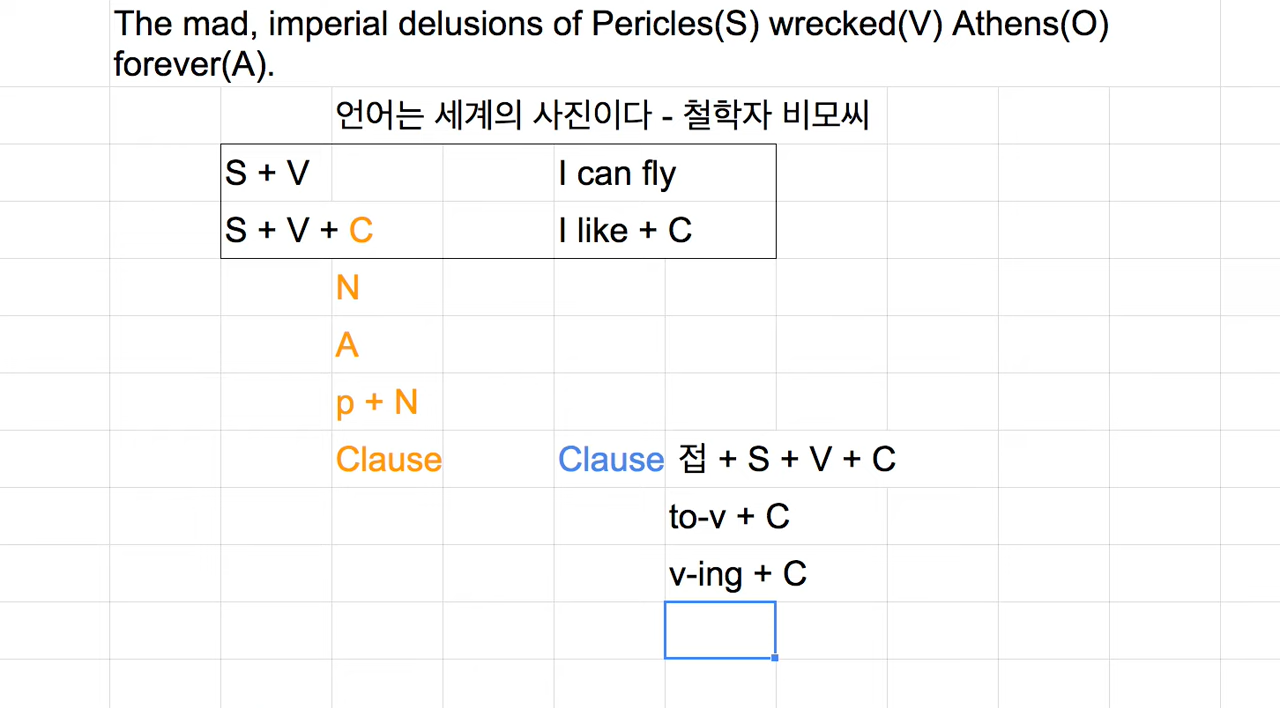 The mad, imperial delusions of Pericles(S) wrecked(V) Athens(O)
forever(A).
언어는 세계의 사진이다 - 철학자 비모씨
S + V I can fly
S + V + C I like + C
N
A
p + N
Clause Clause 접 + S + V + C
to-v + C
v-ing + C